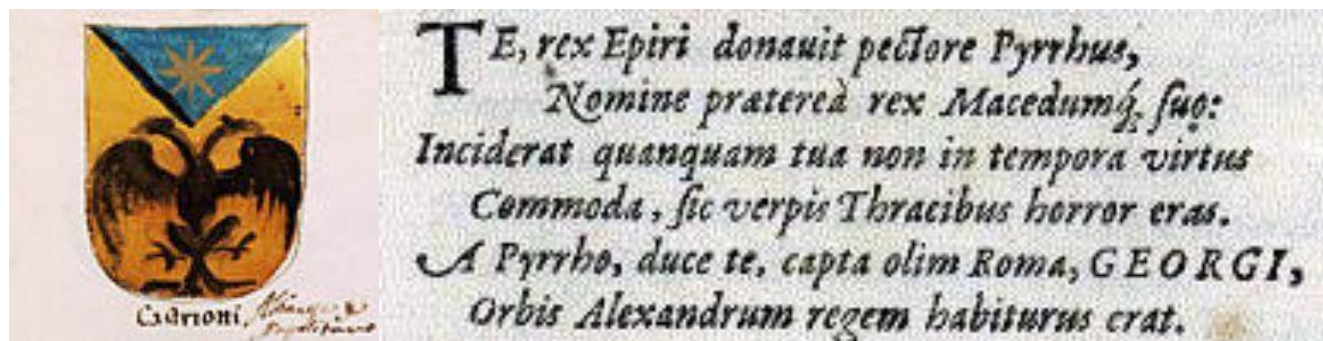 TE, rex Epiri donauit pectore Pyrrhus,
Nomine prætereà rex Macedumq́; ſuo:
Inciderat quanquam tua non in tempora virtus
Commoda, ſic verpis Thracibus horror eras.
A Pyrrho, duce te, capta olim Roma, GEORGI,
Orbis Alexandrum regem habiturus erat.